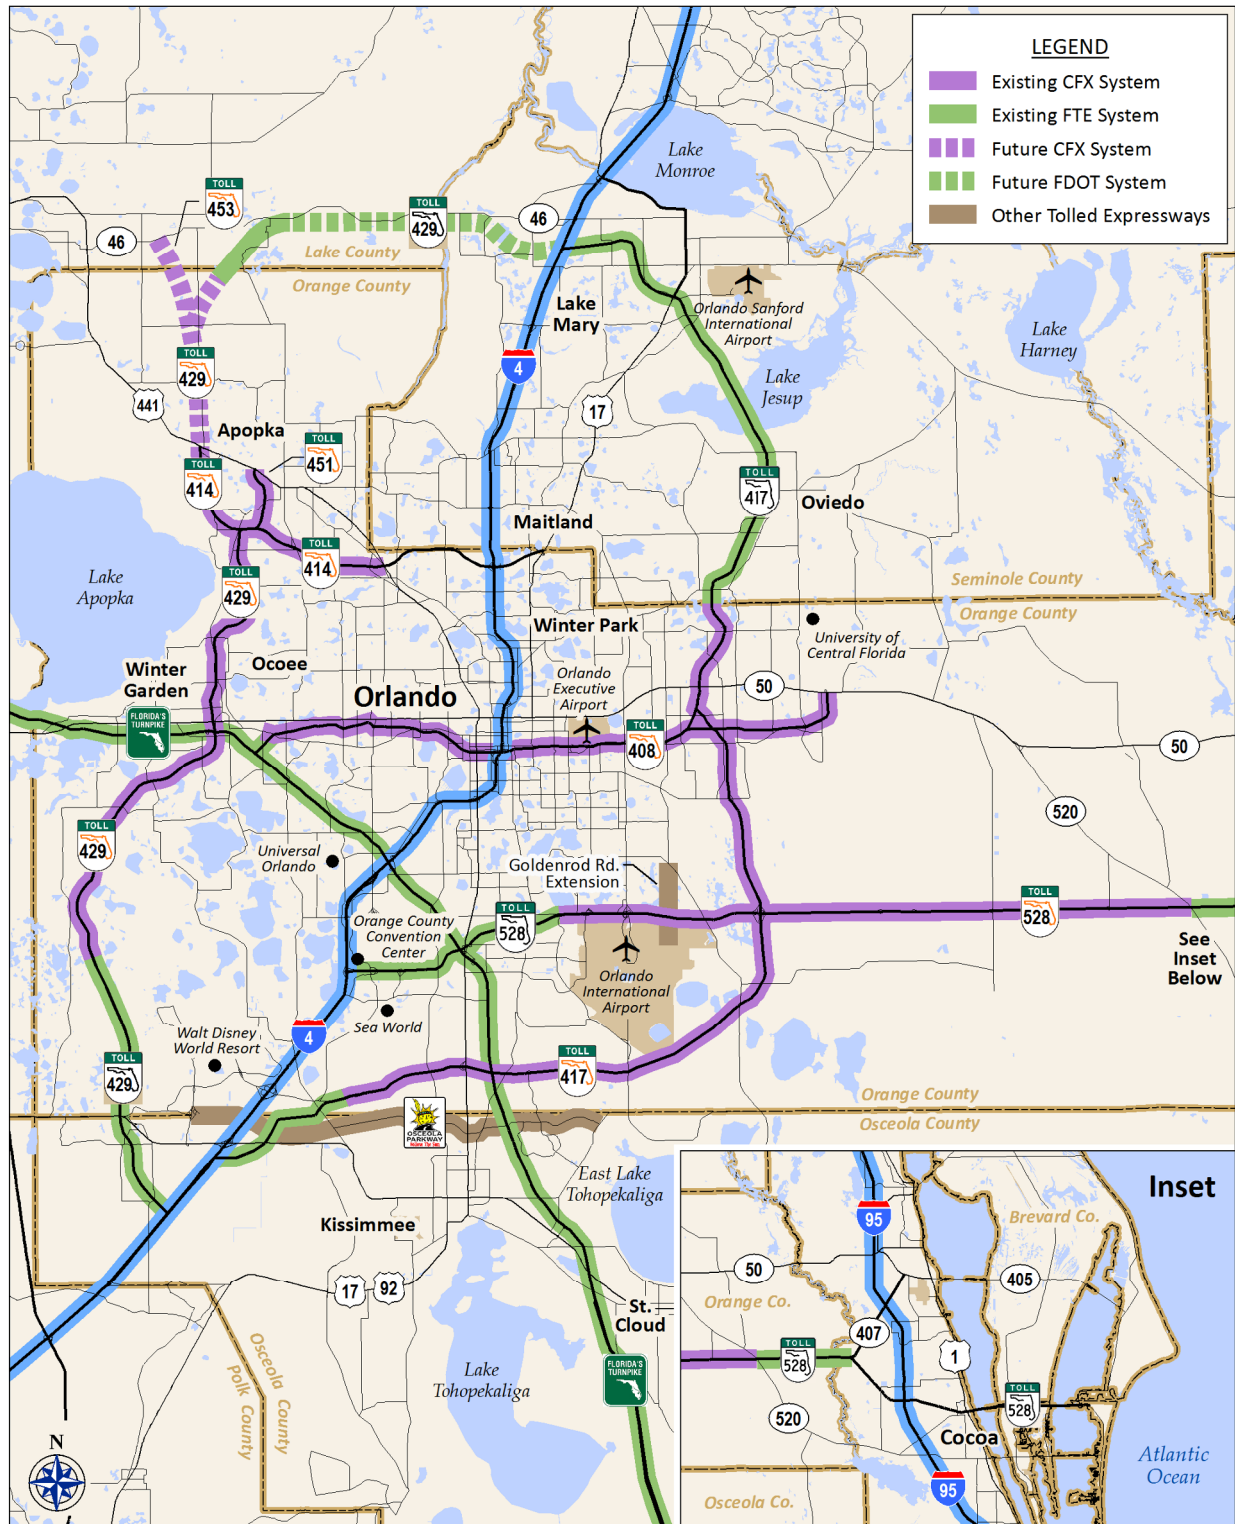 LEGEND
Existing CFX System
Existing FTE System
Future CFX System
Future FDOT System
Other Tolled Expressways
Lake
Monroe
TOLL
453
46
TOLL
429
46
Lake County
Orange County
Lake
Mary
Orlando Sanford
International
Airport
Lake
Harney
TOLL
429
4
Lake
Jesup
441
17
Apopka
TOLL
451
TOLL
414
TOLL
417
Oviedo
Maitland
TOLL
414
Lake
Apopka
TOLL
429
Seminole County
Orange County
Winter Park
University of
Central Florida
Winter
Garden
Ocoee
Orlando
Orlando
Executive
Airport
50
FLORIDA'S
TURNPIKE
TOLL
408
50
520
TOLL
429
Universal
Orlando
Goldenrod Rd.
Extension
Orange County
Convention
Center
TOLL
528
TOLL
528
See
Inset
Below
Orlando
International
Airport
Sea World
Walt Disney
World Resort
4
TOLL
429
TOLL
417
Orange County
Osceola County
OSCEOLA
PARKWAY
East Lake
Tohopekaliga
Kissimmee
17
92
St.
Cloud
Lake
Tohopekaliga
FLORIDA'S
TURNPIKE
Osceola County
Polk County
N
Inset
95
Brevard Co.
50
405
Orange Co.
407
1
TOLL
528
TOLL
528
520
Cocoa
Atlantic
Ocean
95
Osceola Co.